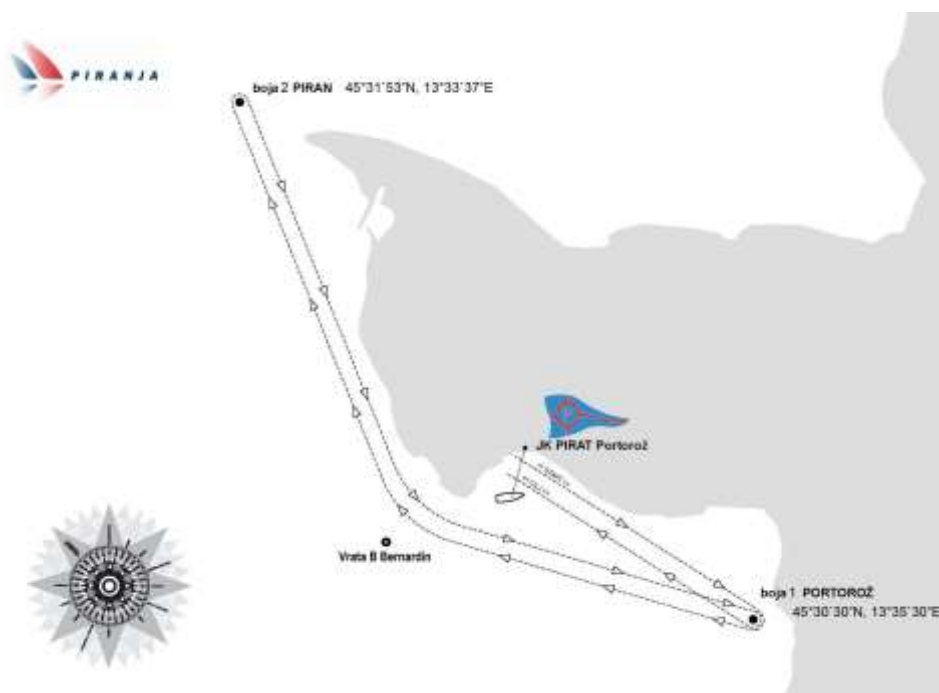 PIRANJA
boja 2 PIRAN 45°31´53"N, 13°33´37"E
JK PIRAT Portorož
Vrata B Bernardin
boja 1 PORTOROŽ
45°30´30"N, 13°35´30"E